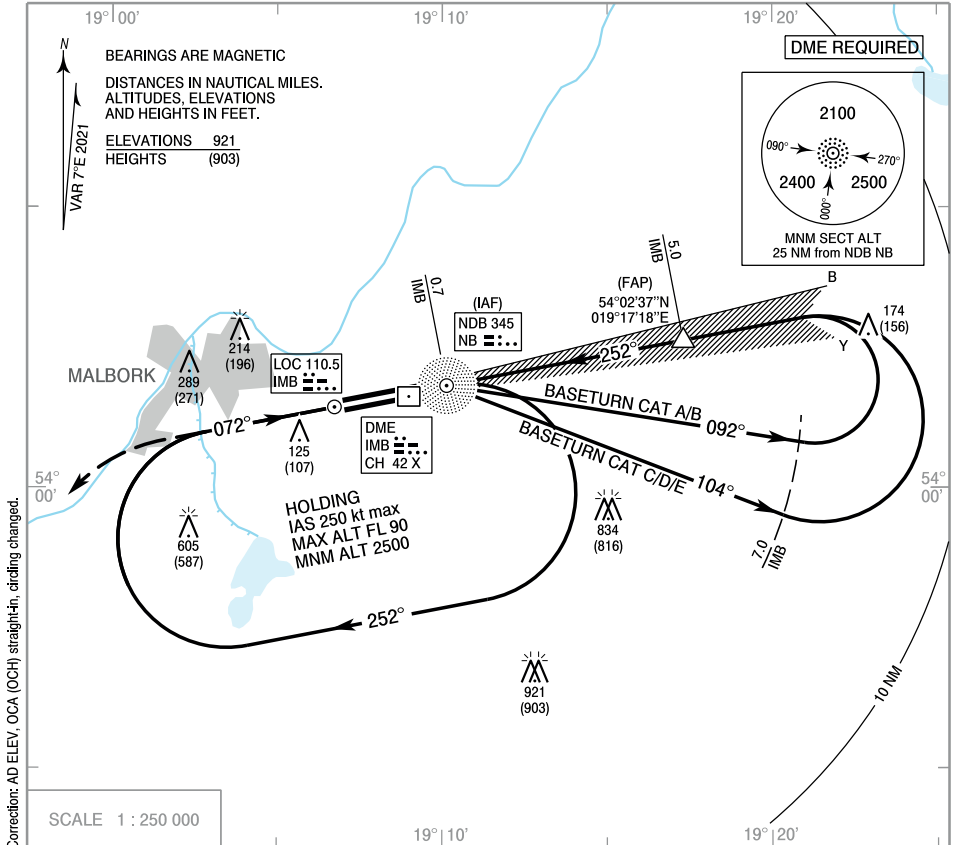 19° 00'
19° 10'
19° 20'
N
VAR 7°E 2021
BEARINGS ARE MAGNETIC
DISTANCES IN NAUTICAL MILES.
ALTITUDES, ELEVATIONS
AND HEIGHTS IN FEET.
ELEVATIONS 921
HEIGHTS (903)
DME REQUIRED
2100
090°
270°
2400
2500
000°
MNM SECT ALT
25 NM from NDB NB
0.7
IMB
5.0
IMB
(IAF)
NDB 345
NB
(FAP)
54°02'37"N
019°17'18"E
B
Y
174
(156)
252°
214
(196)
289
(271)
MALBORK
LOC 110.5
IMB
072°
125
(107)
DME
IMB
CH 42 X
BASETURN CAT A/B
092°
BASETURN CAT C/D/E
104°
54°
00'
54°
00'
HOLDING
IAS 250 kt max
MAX ALT FL 90
MNM ALT 2500
605
(587)
834
(816)
7.0
IMB
252°
921
(903)
10 NM
Correction: AD ELEV, OCA (OCH) straight-in, circling changed.
SCALE 1 : 250 000
19° 10'
19° 20'